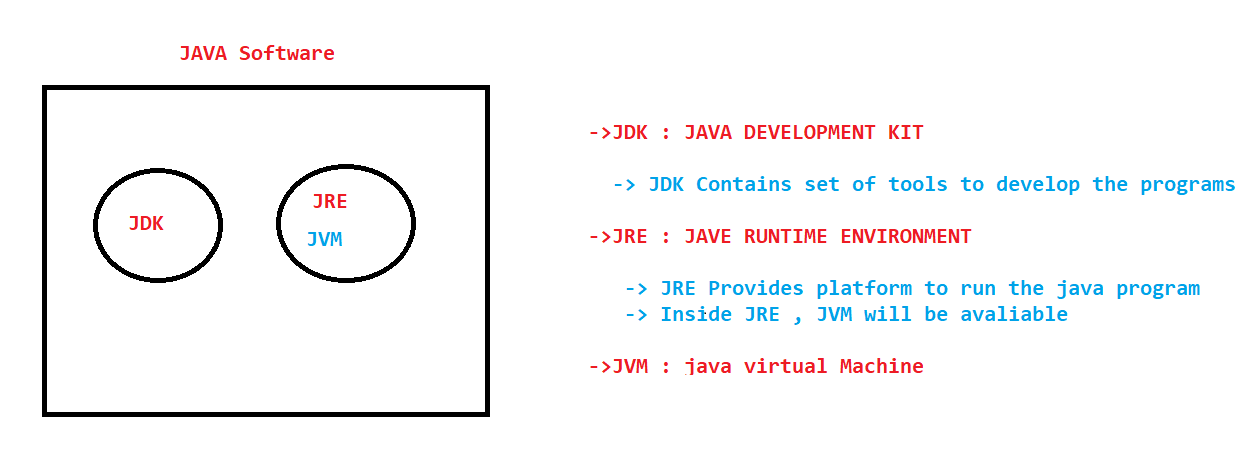 JAVA Software
JDK
JRE
JVM
->JDK : JAVA DEVELOPMENT KIT
-> JDK Contains set of tools to develop the programs
->JRE : JAVE RUNTIME ENVIRONMENT
-> JRE Provides platform to run the java program
-> Inside JRE , JVM will be avaliable
->JVM : java virtual Machine